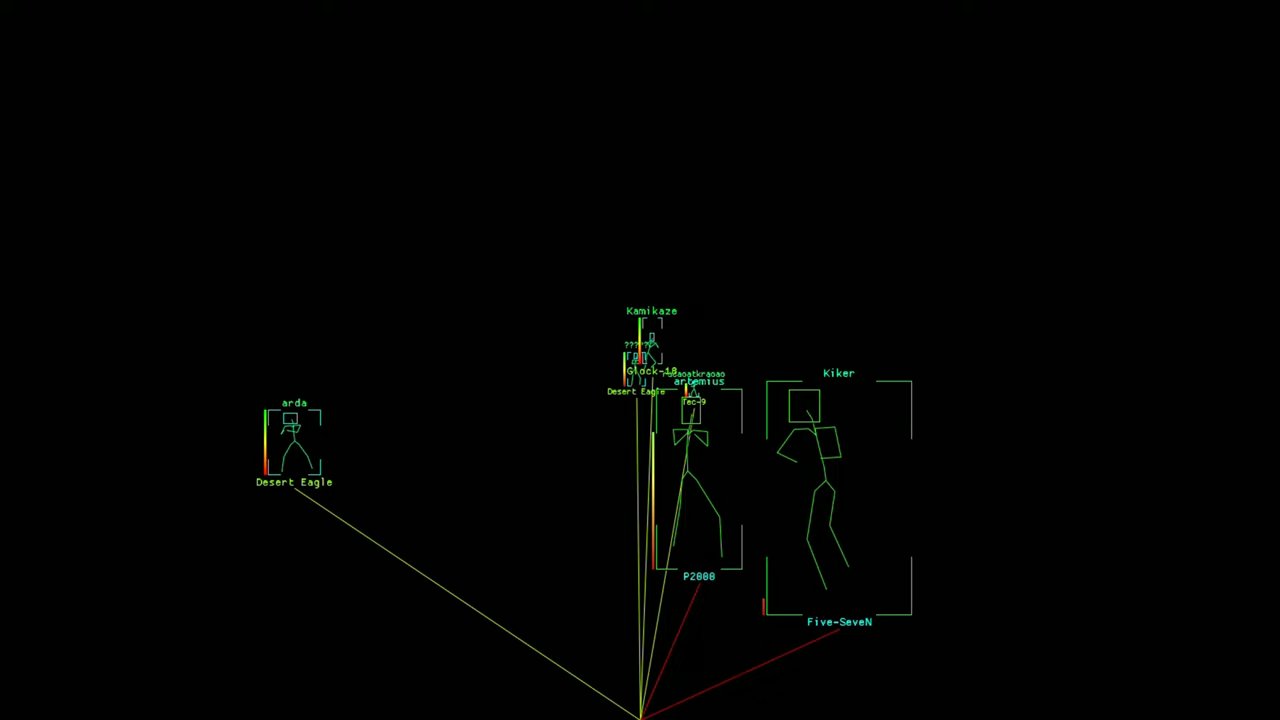 Kamikaze
Glock-18
Desert Eagle
artemius
Tec-9
Kiker
arda
Desert Eagle
P2000
Five-SeveN